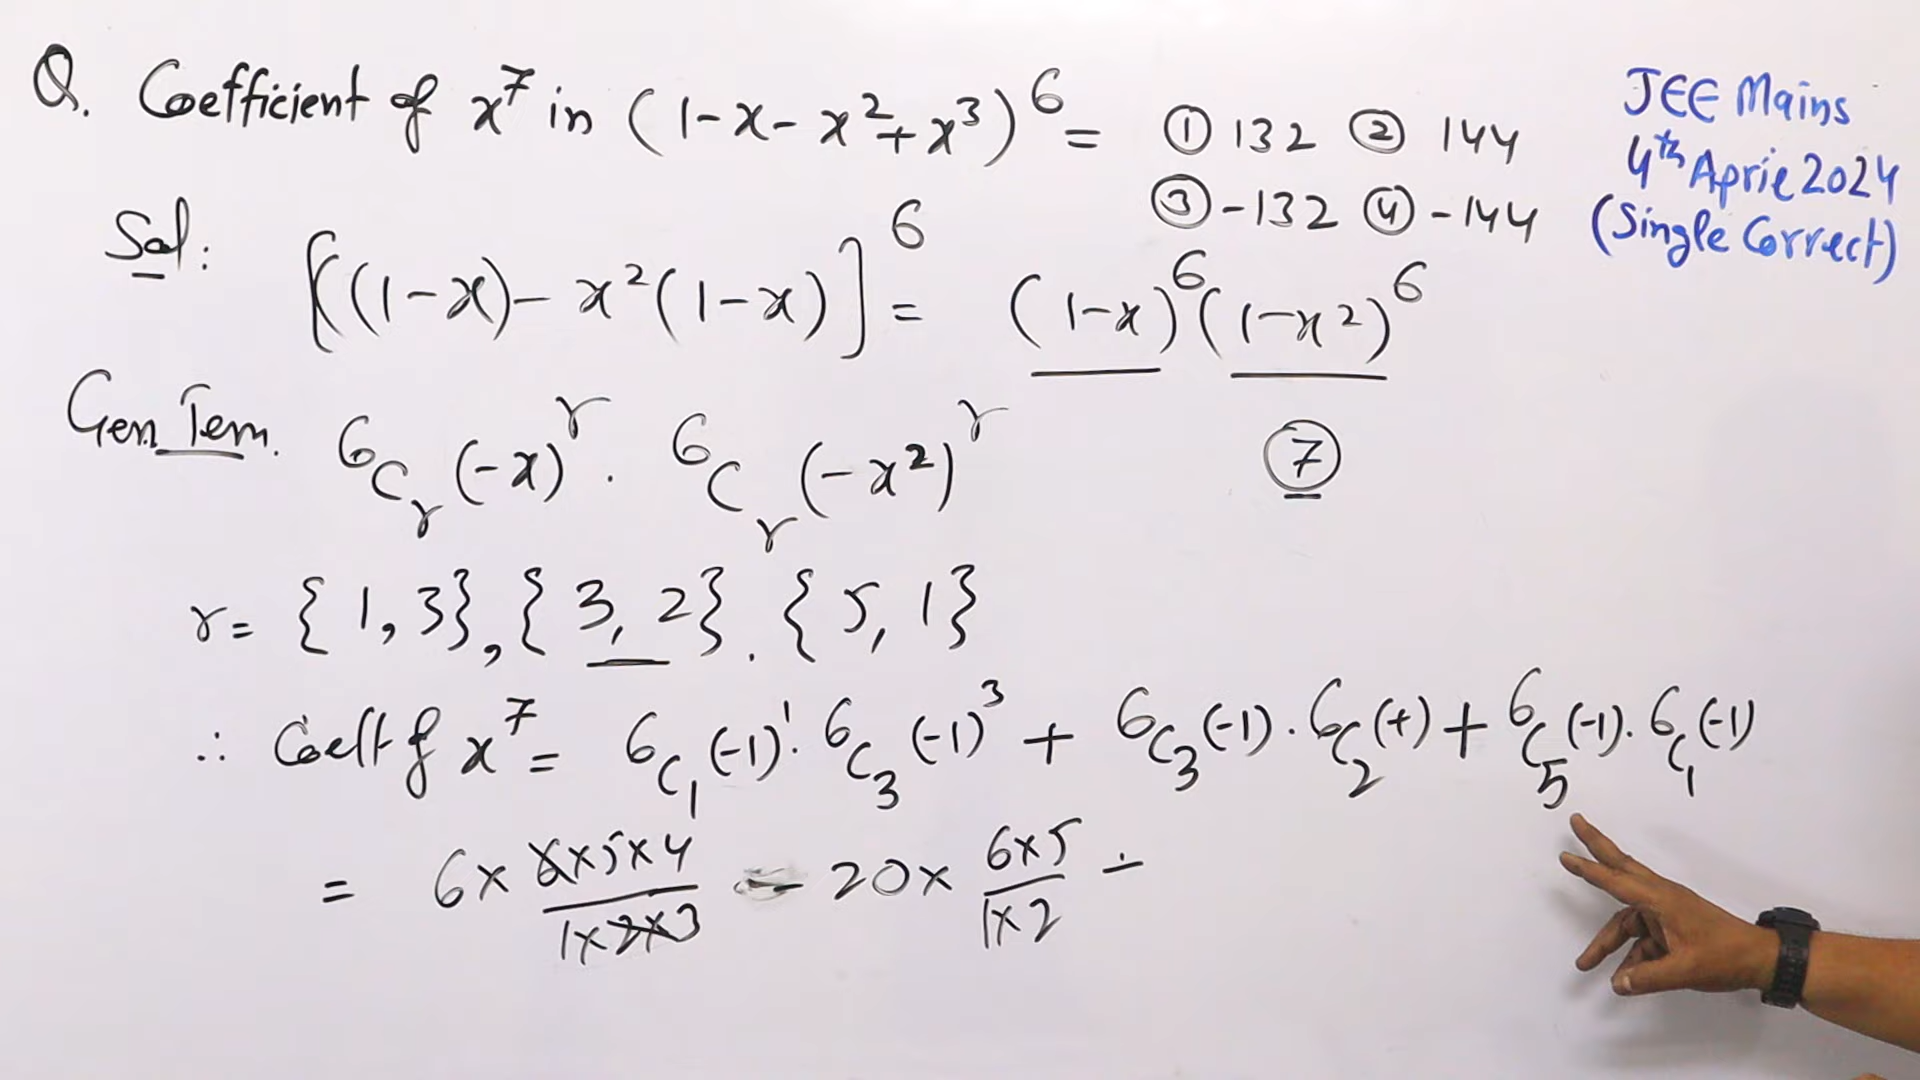 Q. Coefficient of x⁷ in (1-x-x²+x³)⁶ = ① 132 ② 144
③ -132 ④ -144
JEE Mains
4th Aprie 2024
(Single Correct)
Sol: [((1-x)-x²(1-x)]⁶ = (1-x)⁶(1-x²)⁶
Gen Tem. ⁶Cᵣ(-x)ʳ. ⁶Cᵣ(-x²)ʳ ⑦
r= {1,3}, {3, 2}. {5, 1}
∴ Coeft of x⁷ = ⁶C₁(-1)¹. ⁶C₃(-1)³ + ⁶C₃(-1). ⁶C₂(+) + ⁶C₅(-1). ⁶C₁(-1)
= 6× 6×5×4/1×2×3 - 20× 6×5/1×2 ÷